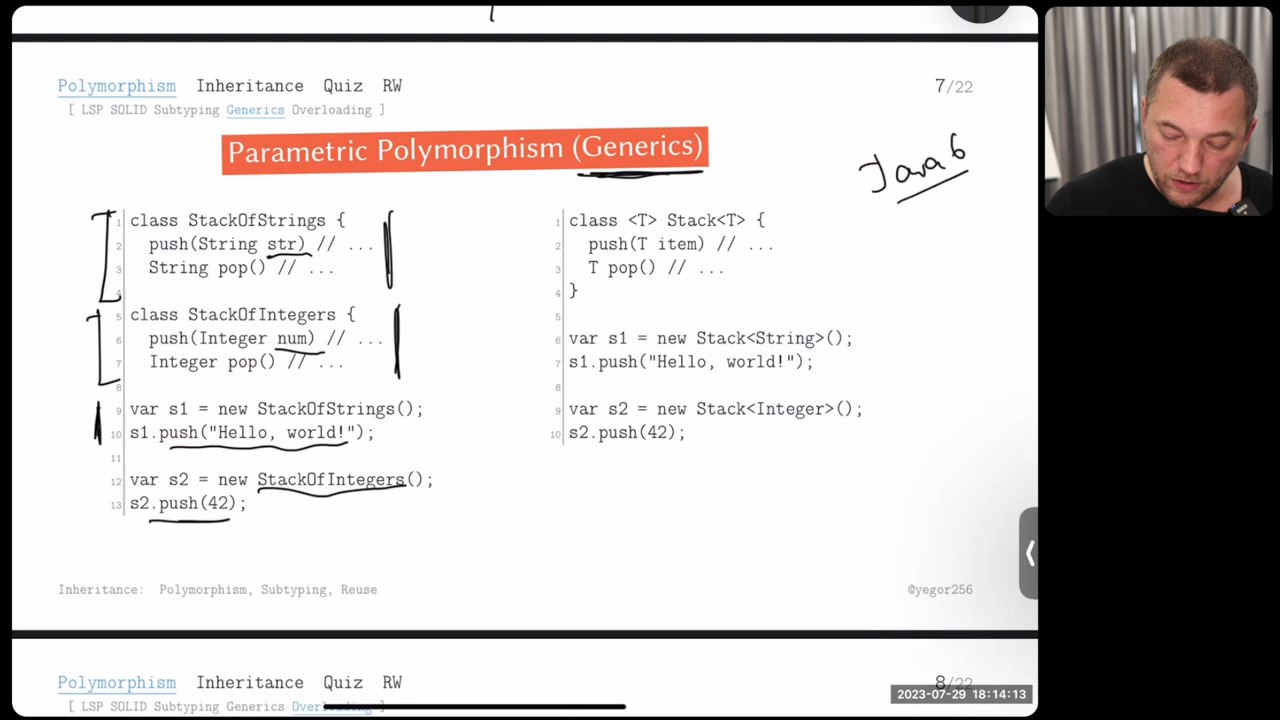 Polymorphism Inheritance Quiz RW
7/22
[ LSP SOLID Subtyping Generics Overloading ]
Parametric Polymorphism (Generics)
Java 6
1 class StackOfStrings {
2 push(String str) // ...
3 String pop() // ...
4
5 class StackOfIntegers {
6 push(Integer num) // ...
7 Integer pop() // ...
8
9 var s1 = new StackOfStrings();
10 s1.push("Hello, world!");
11
12 var s2 = new StackOfIntegers();
13 s2.push(42);
1 class <T> Stack<T> {
2 push(T item) // ...
3 T pop() // ...
4 }
5
6 var s1 = new Stack<String>();
7 s1.push("Hello, world!");
8
9 var s2 = new Stack<Integer>();
10 s2.push(42);
Inheritance: Polymorphism, Subtyping, Reuse
@yegor256
Polymorphism Inheritance Quiz RW
8/22
[ LSP SOLID Subtyping Generics Overloading ]
2023-07-29 18:14:13